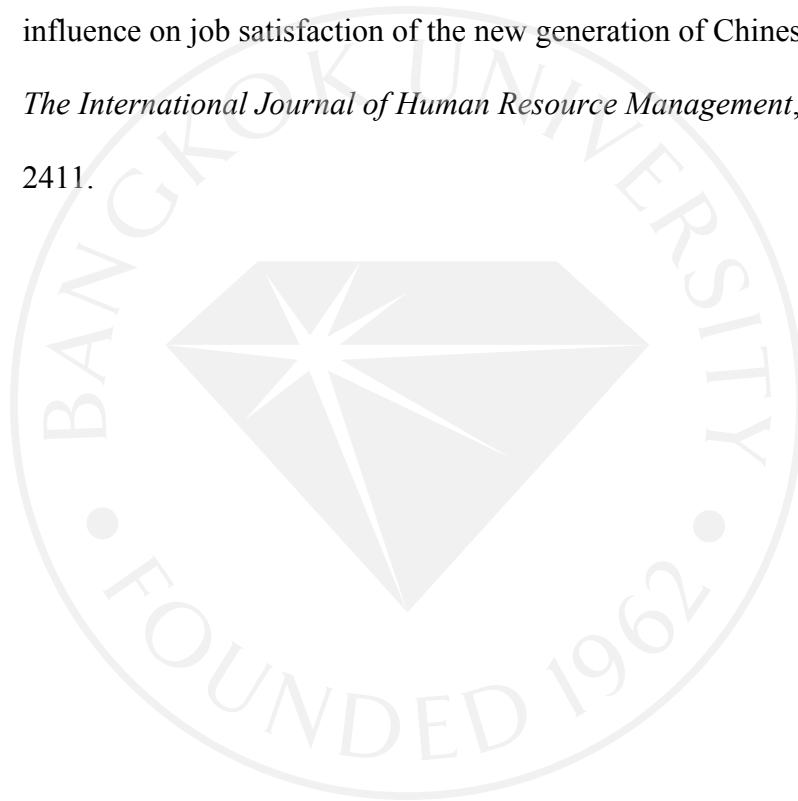 influence on job satisfaction of the new generation of Chines
The International Journal of Human Resource Management,
2411.
BANGKOK UNIVERSITY
• FOUNDED 1962 •